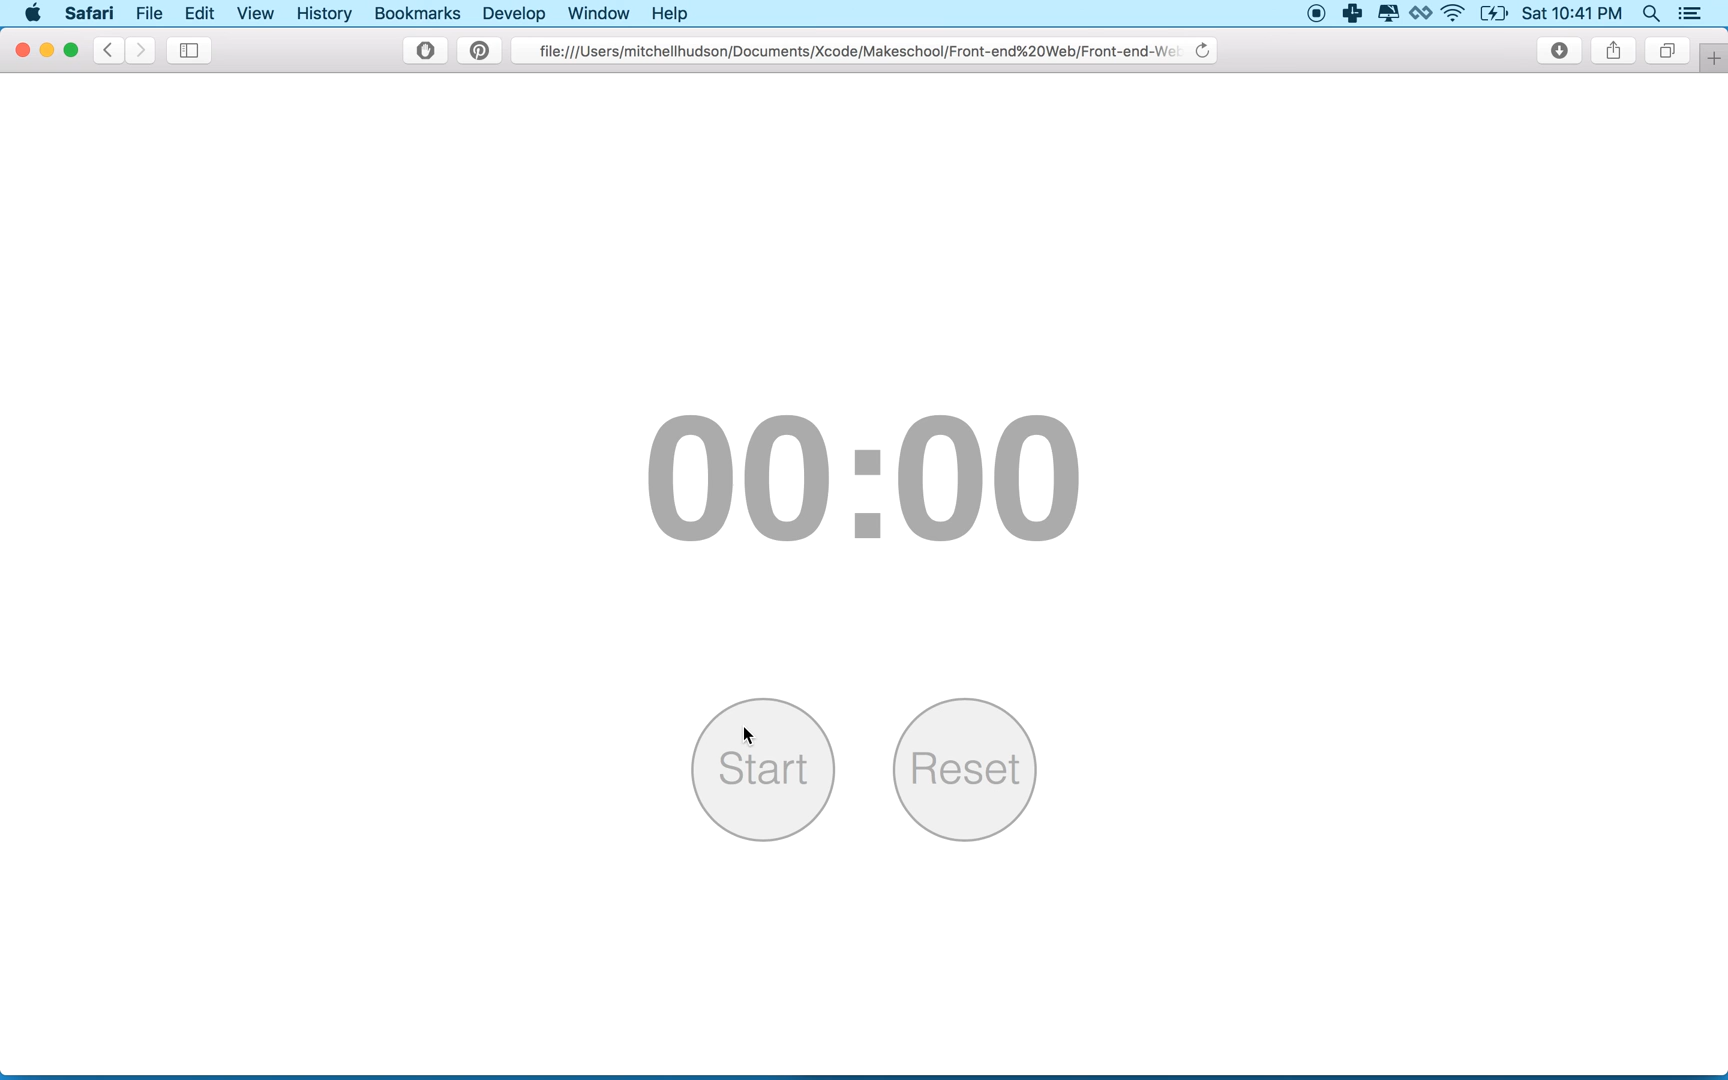 Safari File Edit View History Bookmarks Develop Window Help Sat 10:41 PM
file:///Users/mitchellhudson/Documents/Xcode/Makeschool/Front-end%20Web/Front-end-Web
00:00
Start Reset